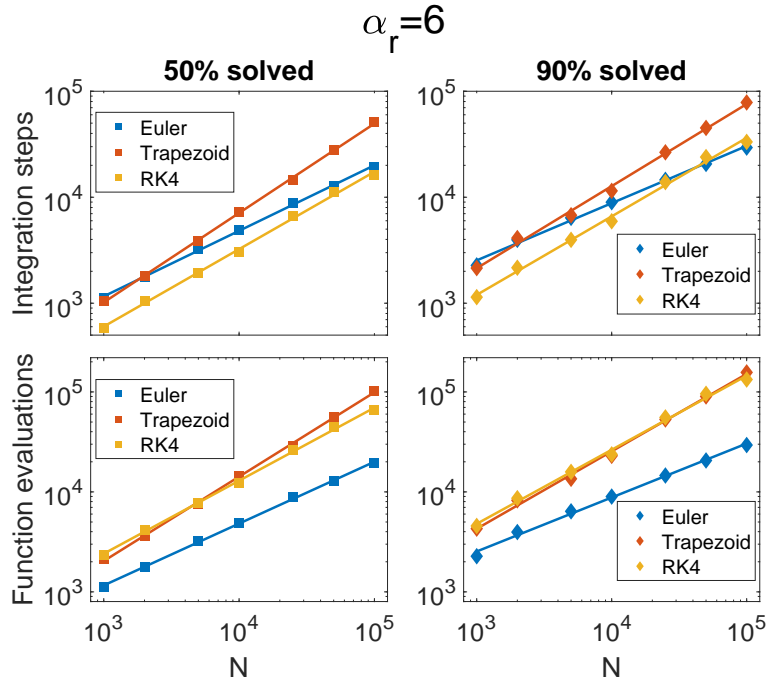 α_r=6
50% solved
90% solved
Integration steps
10^5
10^4
10^3
Euler
Trapezoid
RK4
10^5
10^4
10^3
Euler
Trapezoid
RK4
Function evaluations
10^5
10^4
10^3
Euler
Trapezoid
RK4
10^3
10^4
10^5
N
10^5
10^4
10^3
Euler
Trapezoid
RK4
10^3
10^4
10^5
N